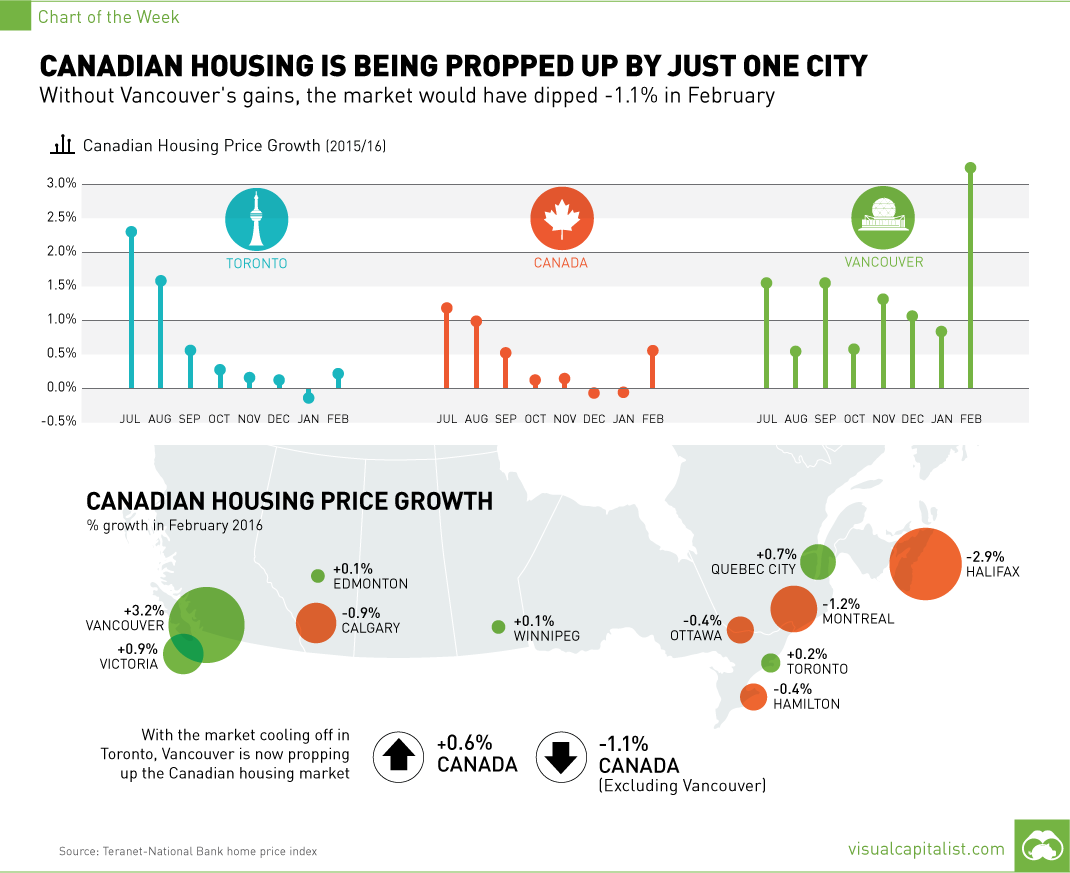 Chart of the Week
CANADIAN HOUSING IS BEING PROPPED UP BY JUST ONE CITY
Without Vancouver's gains, the market would have dipped -1.1% in February
Canadian Housing Price Growth (2015/16)
3.0%
2.5%
2.0%
1.5%
1.0%
0.5%
0.0%
-0.5%
TORONTO
CANADA
VANCOUVER
JUL AUG SEP OCT NOV DEC JAN FEB
JUL AUG SEP OCT NOV DEC JAN FEB
JUL AUG SEP OCT NOV DEC JAN FEB
CANADIAN HOUSING PRICE GROWTH
% growth in February 2016
+3.2%
VANCOUVER
+0.9%
VICTORIA
+0.1%
EDMONTON
-0.9%
CALGARY
+0.1%
WINNIPEG
+0.7%
QUEBEC CITY
-2.9%
HALIFAX
-1.2%
MONTREAL
-0.4%
OTTAWA
+0.2%
TORONTO
-0.4%
HAMILTON
With the market cooling off in
Toronto, Vancouver is now propping
up the Canadian housing market
+0.6%
CANADA
-1.1%
CANADA
(Excluding Vancouver)
Source: Teranet-National Bank home price index
visualcapitalist.com